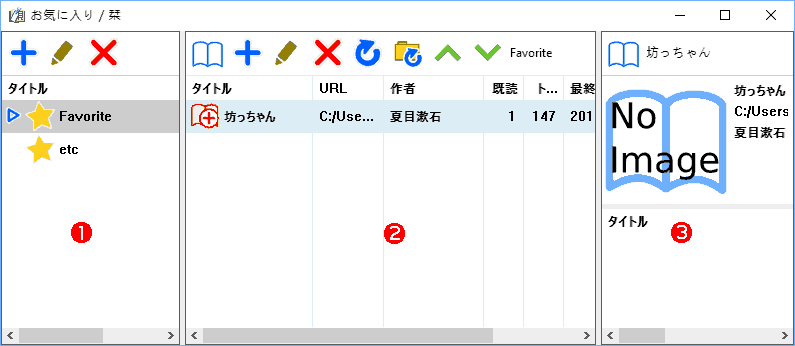 お気に入り / 栞
タイトル
Favorite
etc
1
Favorite
タイトル URL 作者 既読 ト... 最終
坊っちゃん C:/Use... 夏目漱石 1 147 201
2
坊っちゃん
No
Image
坊っちゃん
C:/Users
夏目漱石
タイトル
3